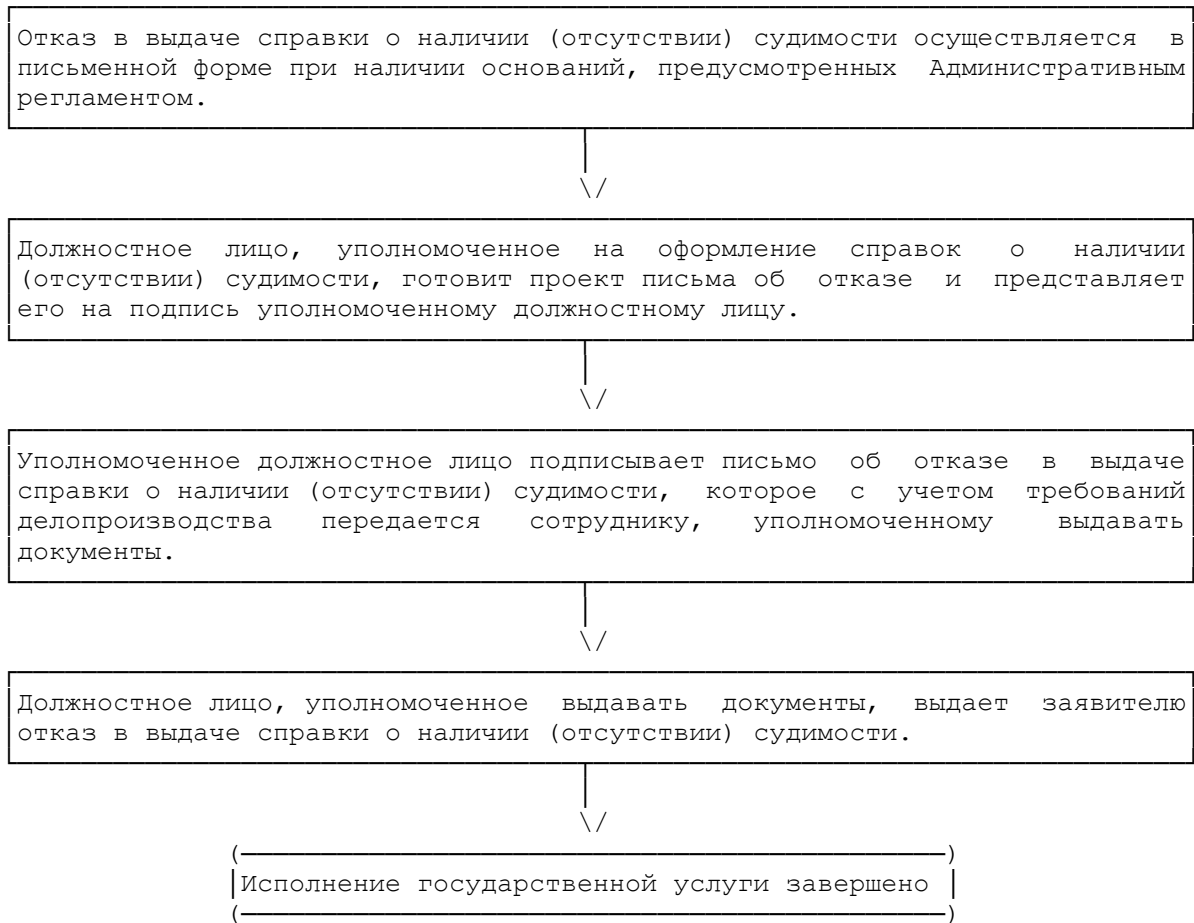 Отказ в выдаче справки о наличии (отсутствии) судимости осуществляется в
письменной форме при наличии оснований, предусмотренных Административным
регламентом.
Должностное лицо, уполномоченное на оформление справок о наличии
(отсутствии) судимости, готовит проект письма об отказе и представляет
его на подпись уполномоченному должностному лицу.
Уполномоченное должностное лицо подписывает письмо об отказе в выдаче
справки о наличии (отсутствии) судимости, которое с учетом требований
делопроизводства передается сотруднику, уполномоченному выдавать
документы.
Должностное лицо, уполномоченное выдавать документы, выдает заявителю
отказ в выдаче справки о наличии (отсутствии) судимости.
Исполнение государственной услуги завершено